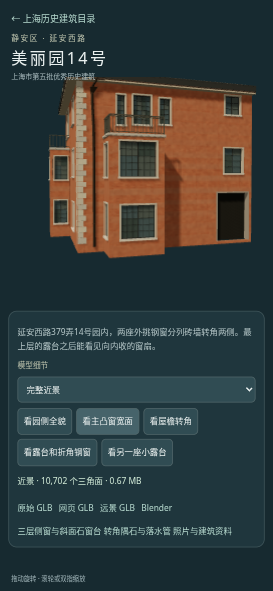 ← 上海历史建筑目录
静安区 · 延安西路
美丽园14号
上海市第五批优秀历史建筑
延安西路379弄14号园内，两座外挑钢窗分列砖墙转角两侧。最
上层的露台之后能看见向内收的窗扇。
模型细节
完整近景
看园侧全貌
看主凸窗宽面
看屋檐转角
看露台和折角钢窗
看另一座小露台
近景 · 10,702 个三角面 · 0.67 MB
原始 GLB 网页 GLB 远景 GLB Blender
三层侧窗与斜面石窗台 转角隅石与落水管 照片与建筑资料
拖动旋转 · 滚轮或双指缩放